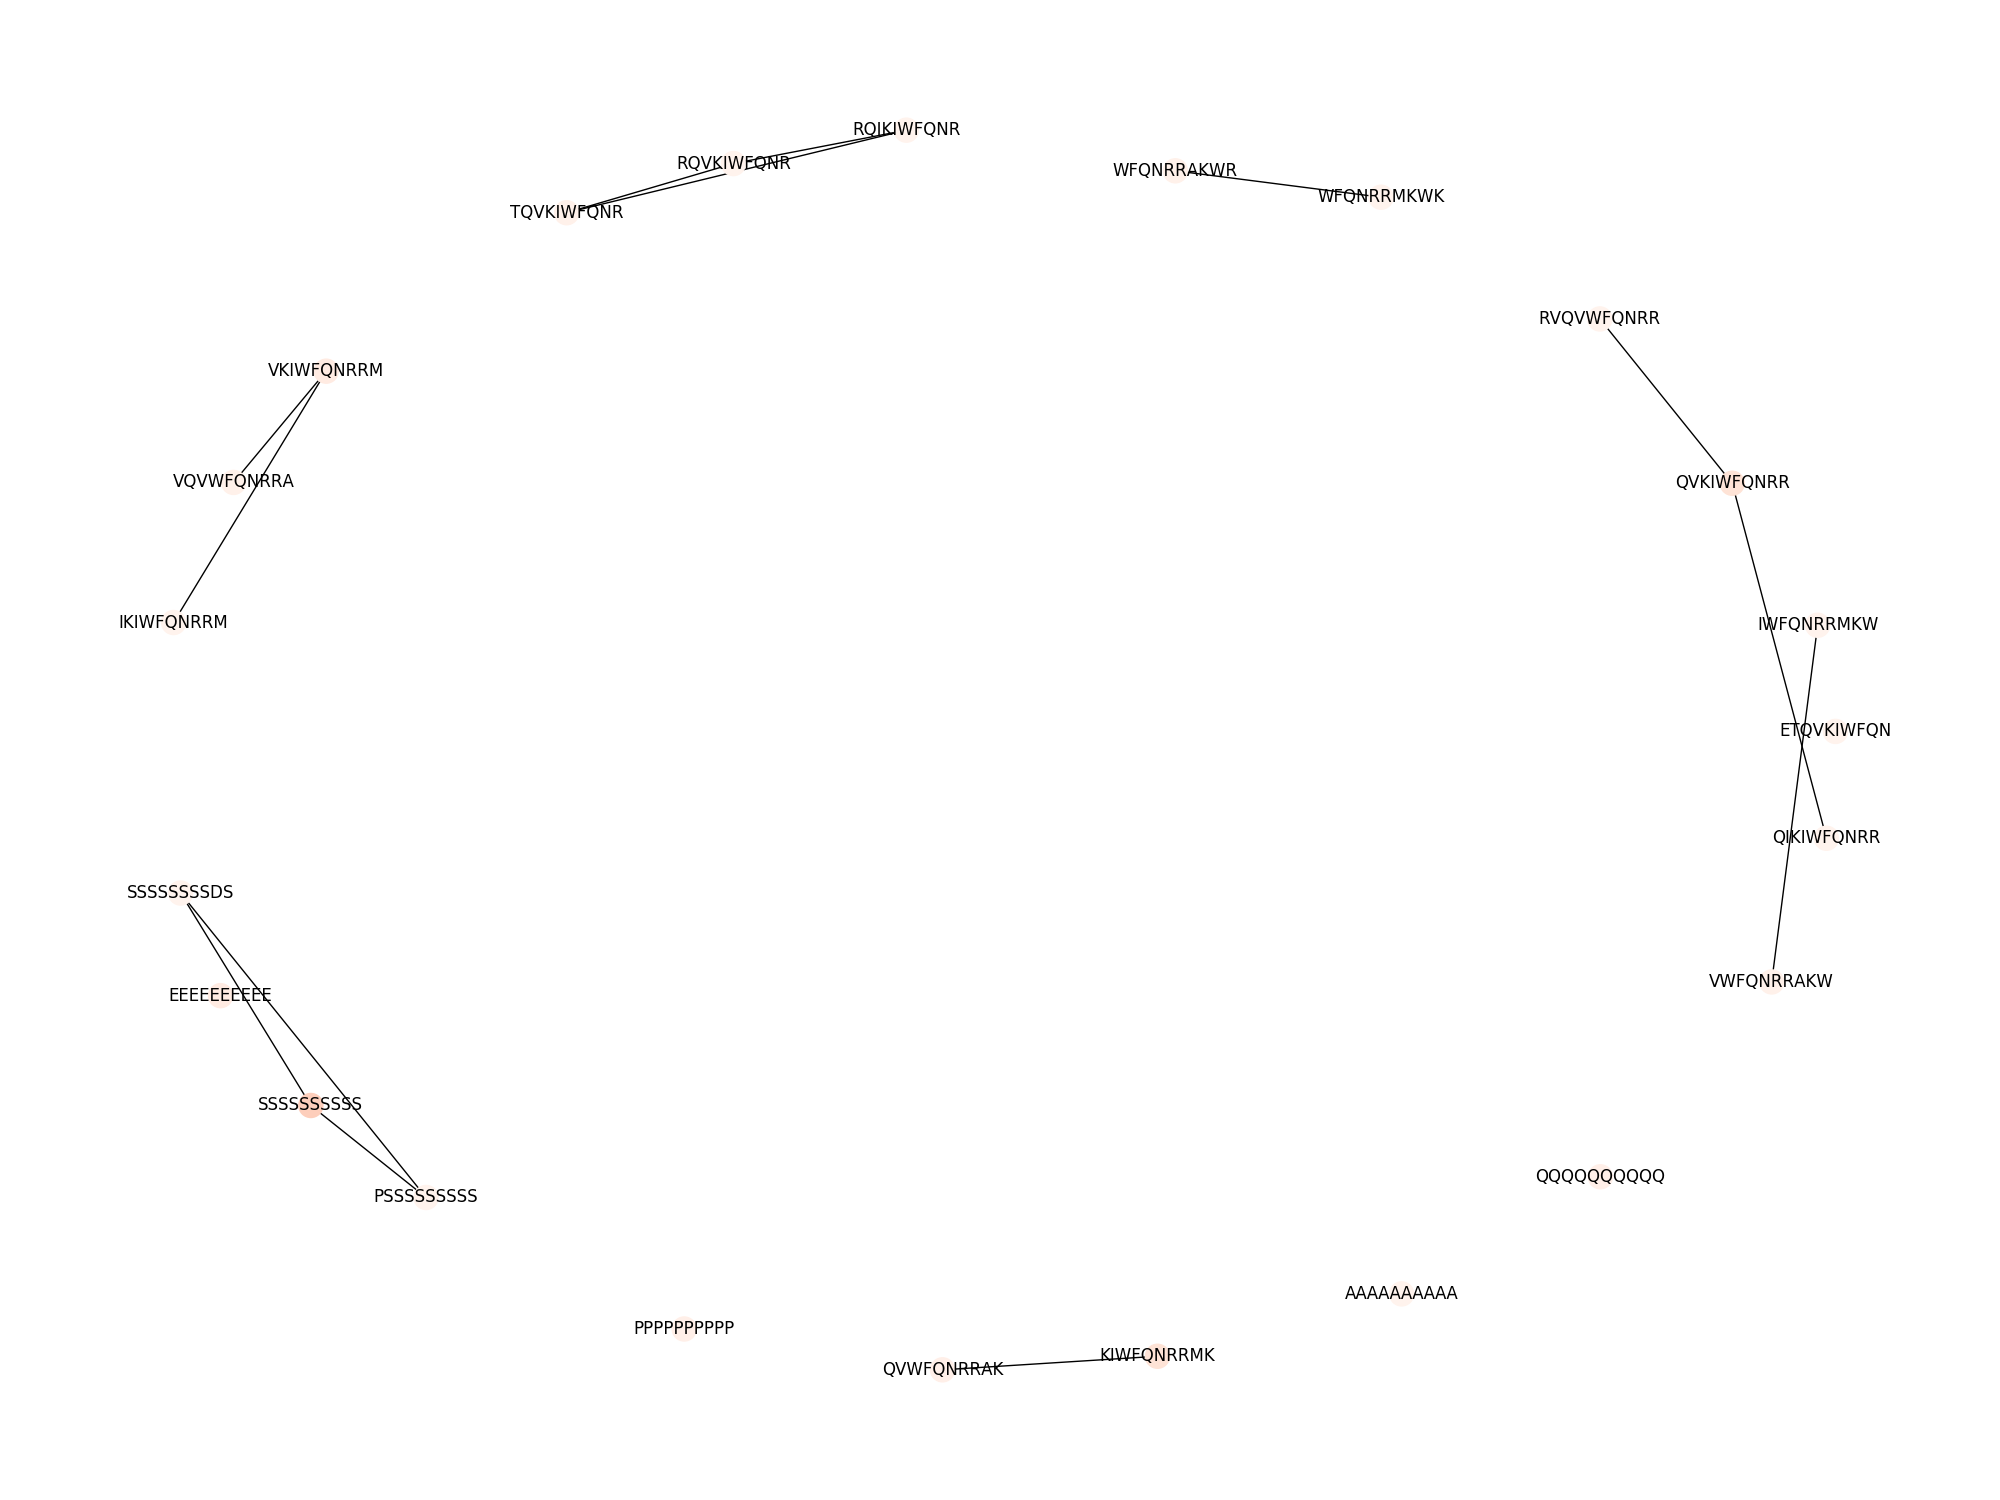 RQIKIWFQNR
RQVKIWFQNR
WFQNRRAKWR
WFQNRRMKWK
TQVKIWFQNR
RVQVWFQNRR
VKIWFQNRRM
VQVWFQNRRA
QVKIWFQNRR
IKIWFQNRRM
IWFQNRRMKW
ETQVKIWFQN
QIKIWFQNRR
SSSSSSSSDS
VWFQNRRAKW
EEEEEEEEEE
SSSSSSSSSS
QQQQQQQQQQ
PSSSSSSSSS
AAAAAAAAAA
PPPPPPPPPP
KIWFQNRRMK
QVWFQNRRAK